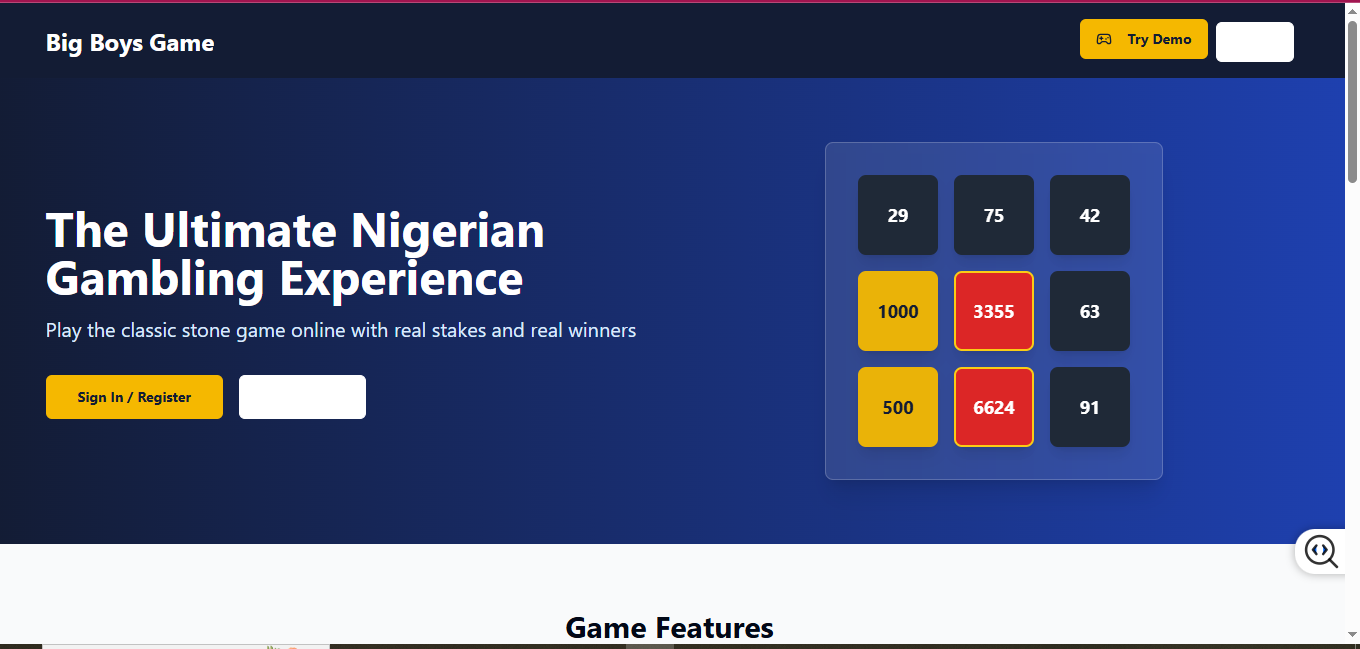 Big Boys Game
Try Demo
The Ultimate Nigerian
Gambling Experience
Play the classic stone game online with real stakes and real winners
Sign In / Register
29 75 42
1000 3355 63
500 6624 91
Game Features